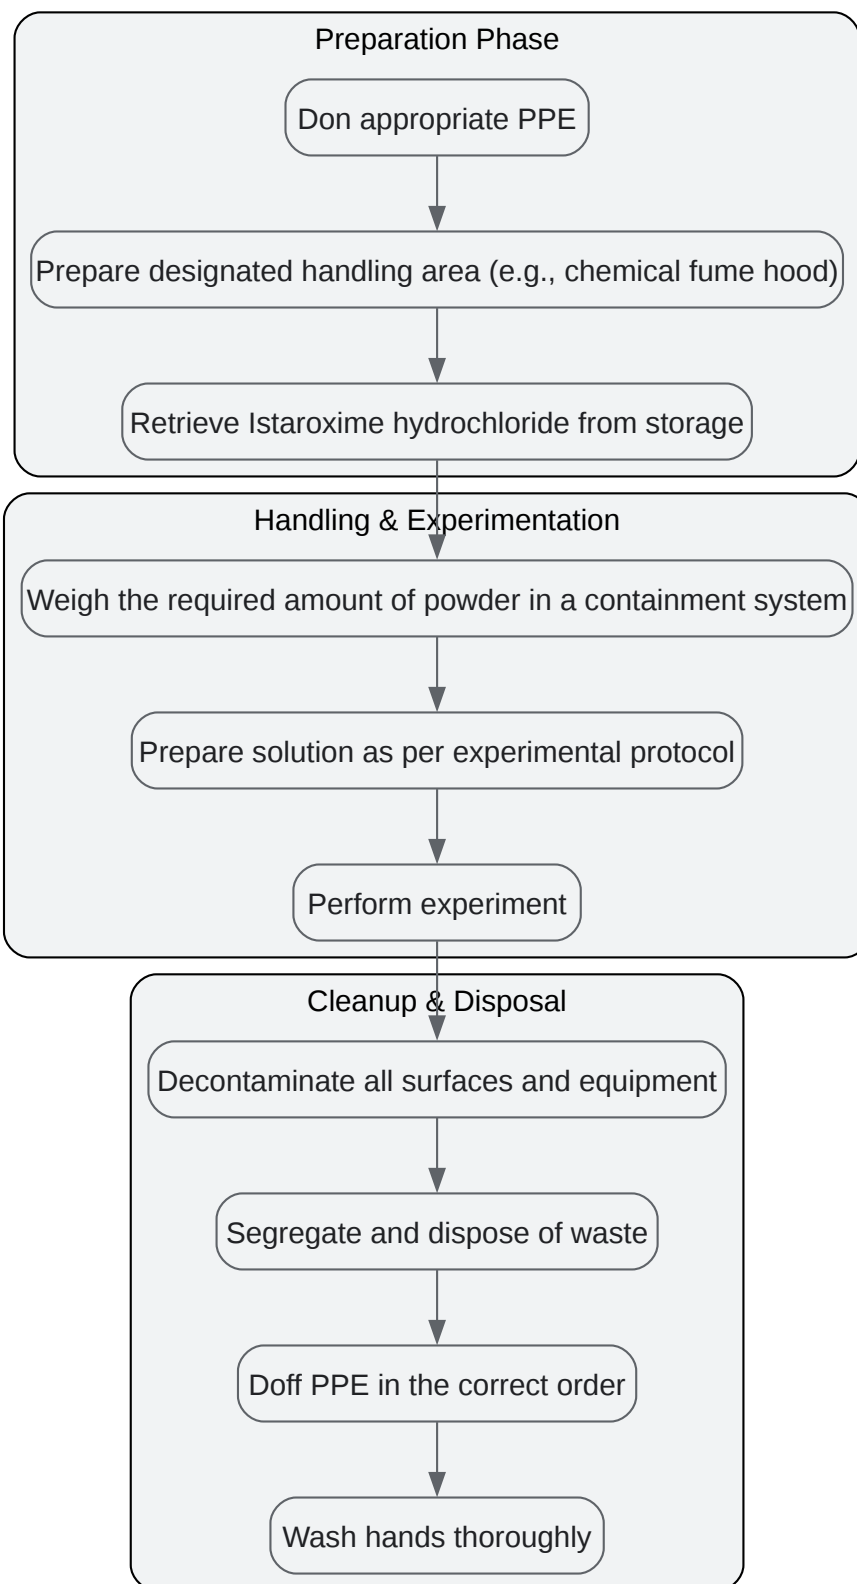 Preparation Phase
Don appropriate PPE
Prepare designated handling area (e.g., chemical fume hood)
Retrieve Istaroxime hydrochloride from storage
Handling & Experimentation
Weigh the required amount of powder in a containment system
Prepare solution as per experimental protocol
Perform experiment
Cleanup & Disposal
Decontaminate all surfaces and equipment
Segregate and dispose of waste
Doff PPE in the correct order
Wash hands thoroughly